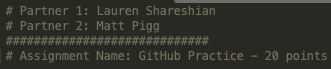 # Partner 1: Lauren Shareshian
# Partner 2: Matt Pigg
#############################
# Assignment Name: GitHub Practice – 20 points